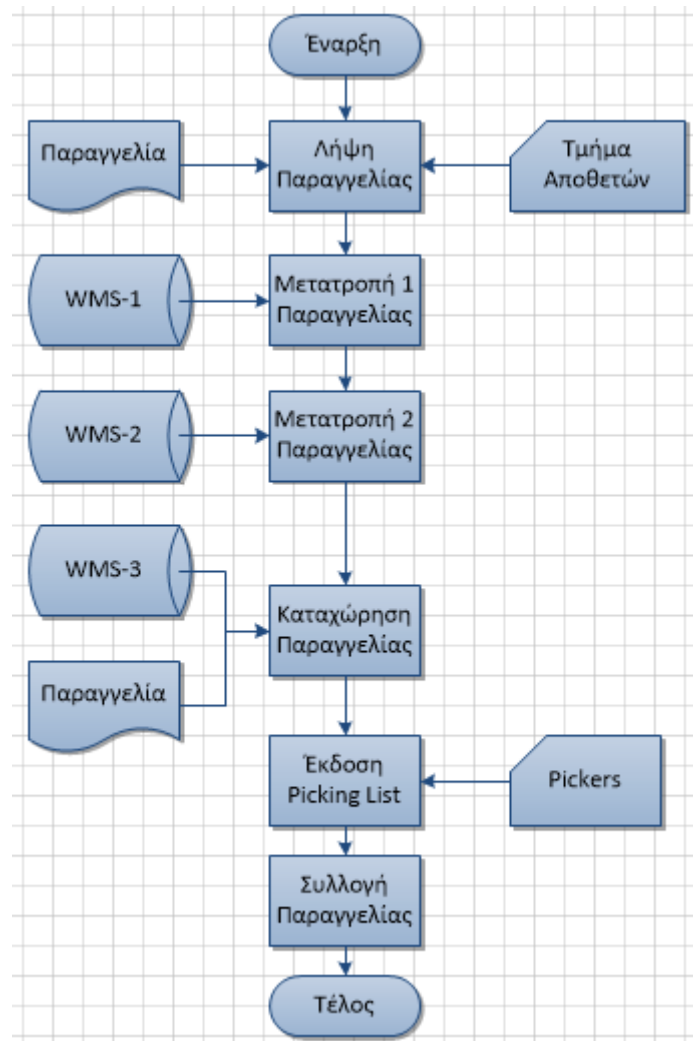 Έναρξη
Παραγγελία
Λήψη
Παραγγελίας
Τμήμα
Αποθετών
WMS-1
Μετατροπή 1
Παραγγελίας
WMS-2
Μετατροπή 2
Παραγγελίας
WMS-3
Καταχώρηση
Παραγγελίας
Παραγγελία
Έκδοση
Picking List
Pickers
Συλλογή
Παραγγελίας
Τέλος